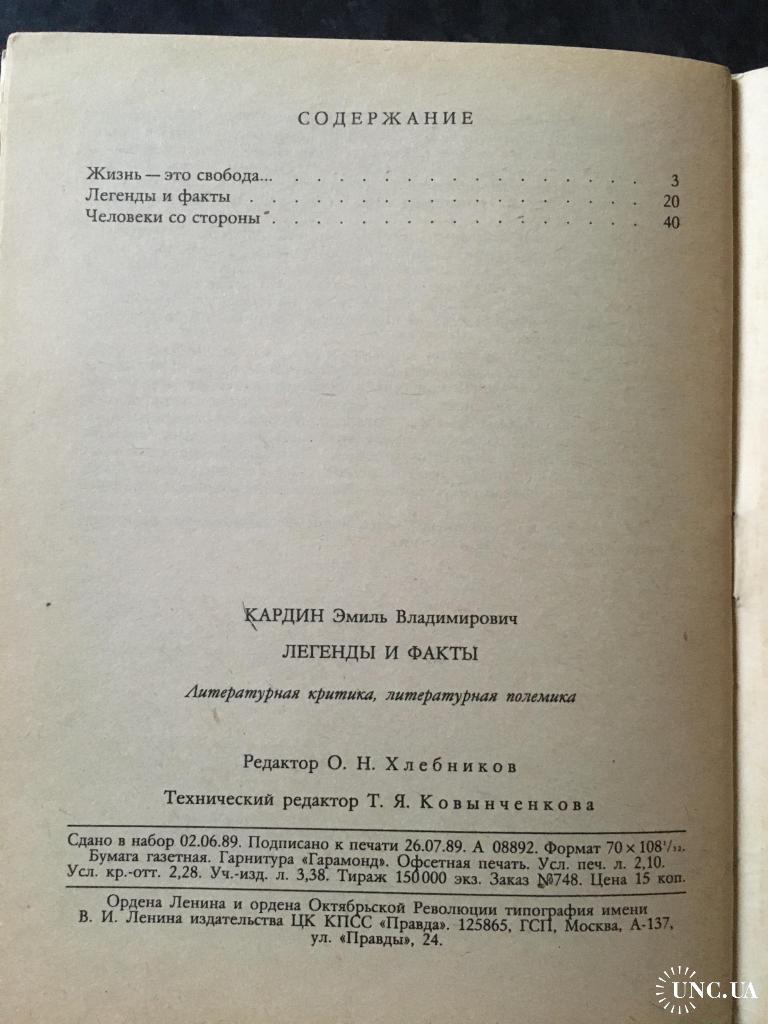 СОДЕРЖАНИЕ
Жизнь — это свобода... . . . . . . . . . . . . . . . . 3
Легенды и факты . . . . . . . . . . . . . . . . . 20
Человеки со стороны . . . . . . . . . . . . . . . . 40
КАРДИН Эмиль Владимирович
ЛЕГЕНДЫ И ФАКТЫ
Литературная критика, литературная полемика
Редактор О. Н. Хлебников
Технический редактор Т. Я. Ковынченкова
Сдано в набор 02.06.89. Подписано к печати 26.07.89. А 08892. Формат 70 × 108¹/₃₂.
Бумага газетная. Гарнитура «Гарамонд». Офсетная печать. Усл. печ. л. 2,10.
Усл. кр.-отт. 2,28. Уч.-изд. л. 3,38. Тираж 150 000 экз. Заказ №748. Цена 15 коп.
Ордена Ленина и ордена Октябрьской Революции типография имени
В. И. Ленина издательства ЦК КПСС «Правда». 125865, ГСП, Москва, А-137,
ул. «Правды», 24.
UNC.UA